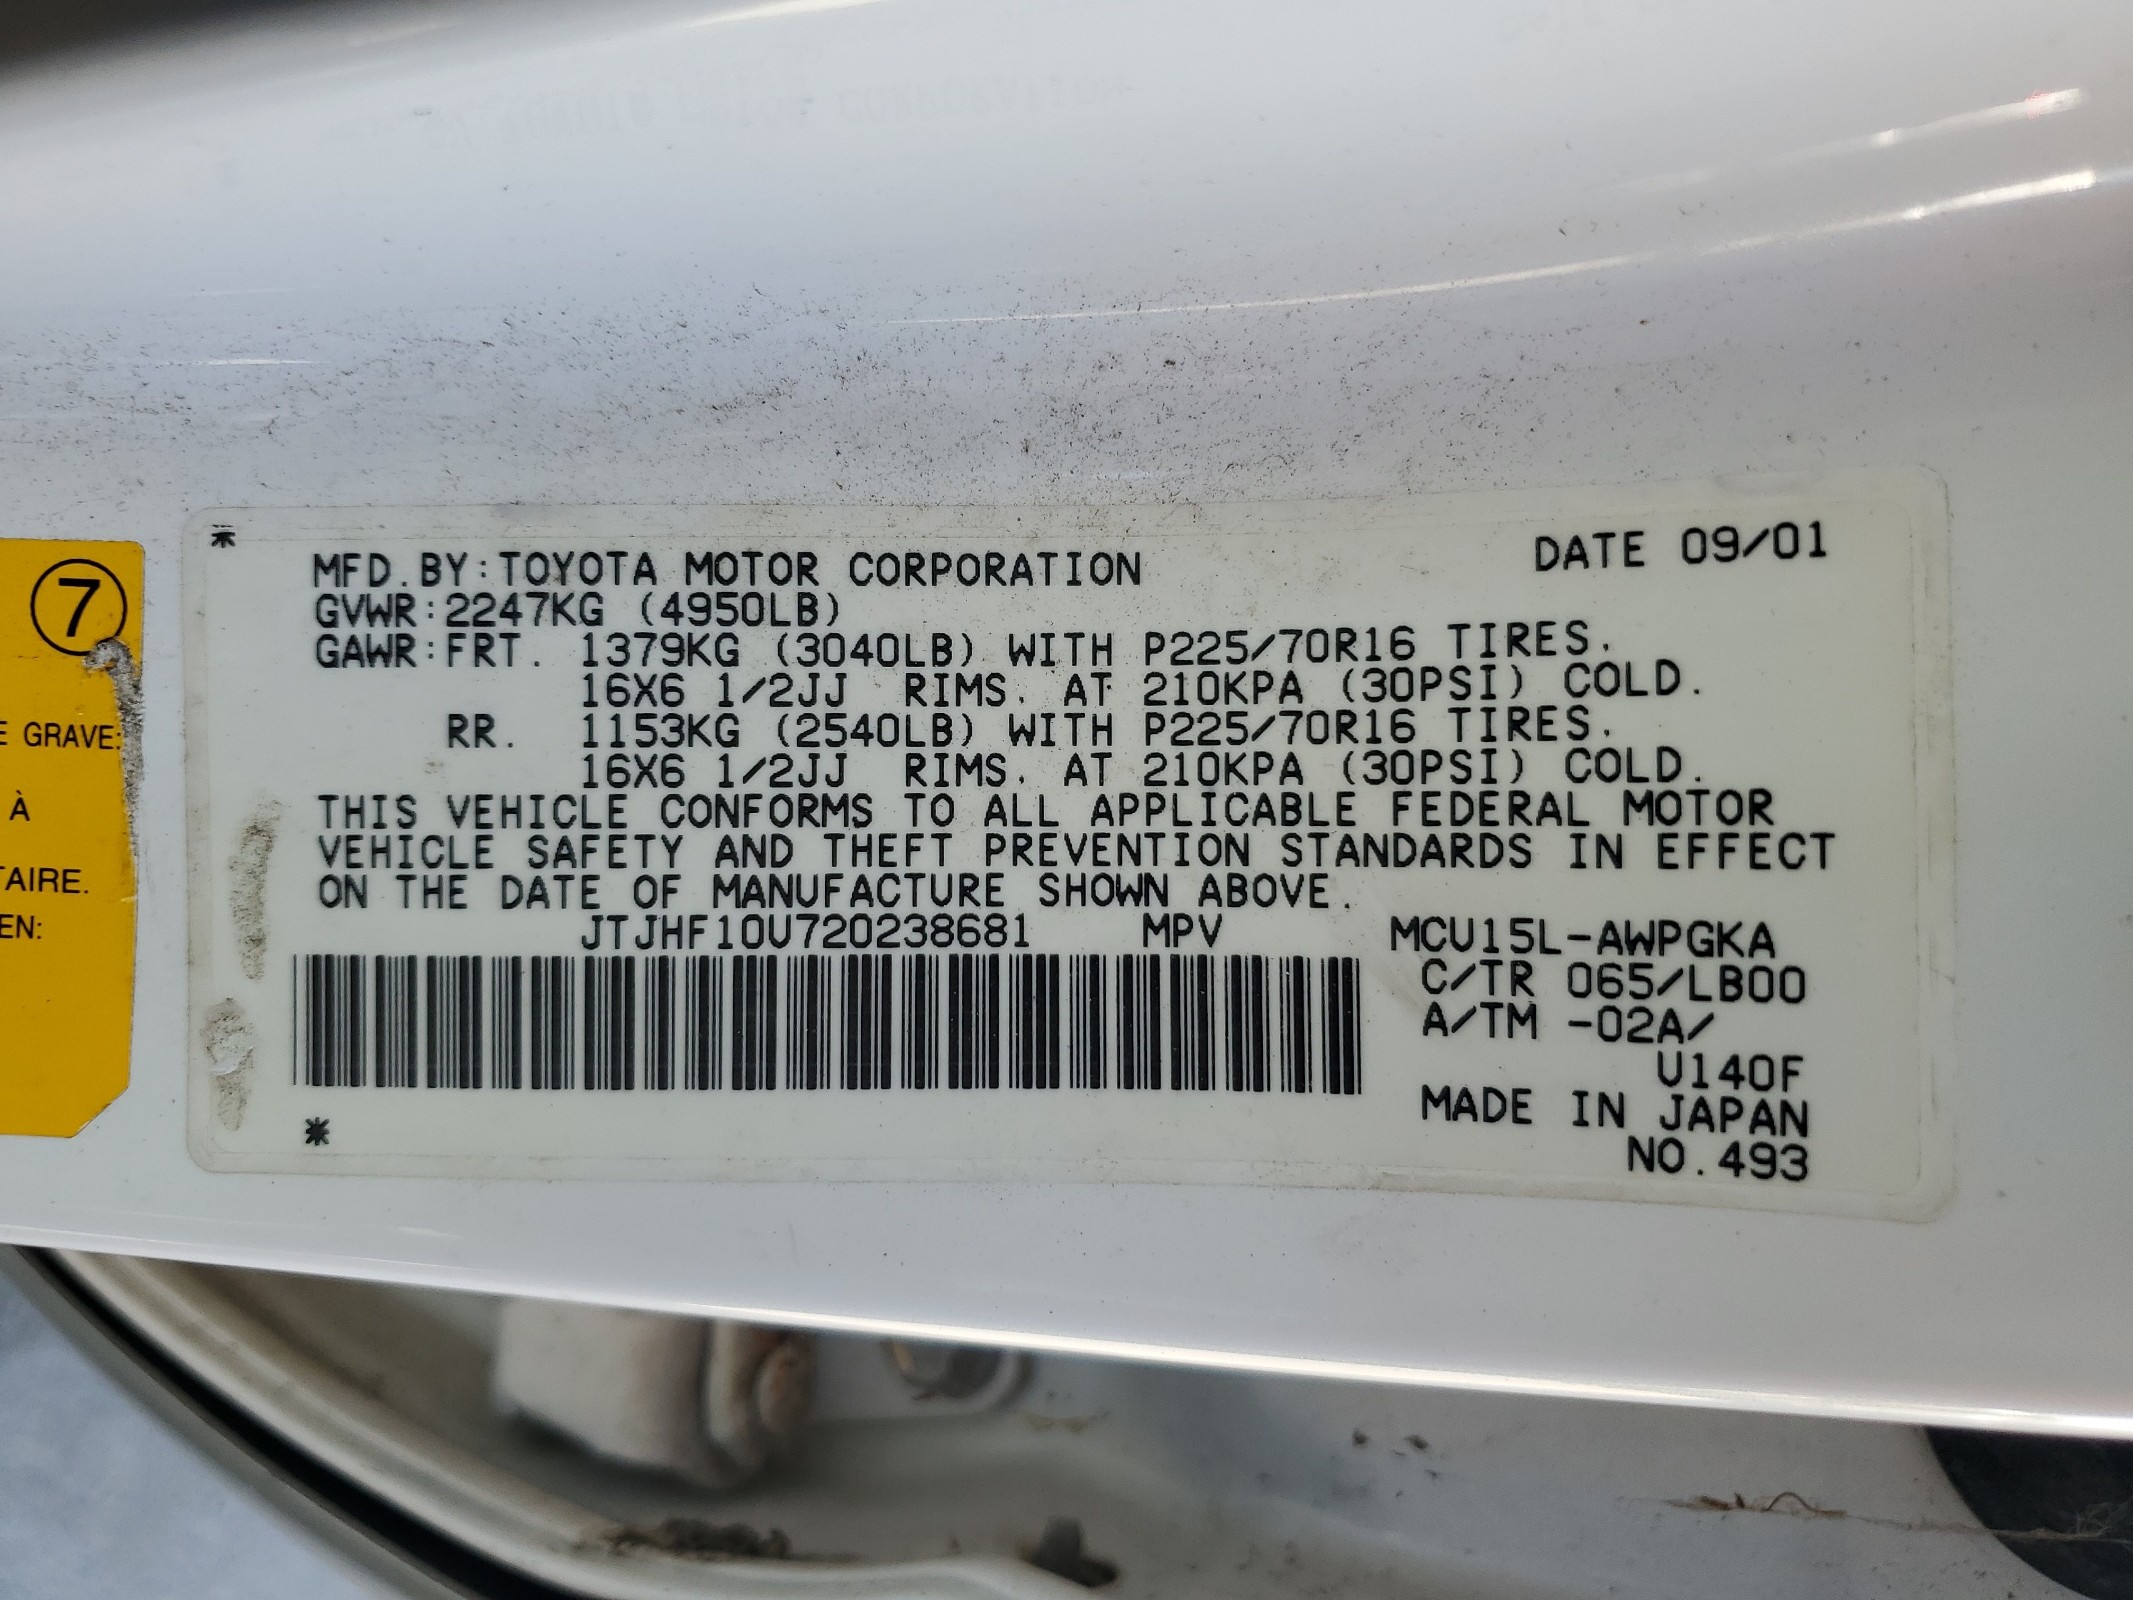 ⑦
E GRAVE:
À
TAIRE.
EN:
* DATE 09/01
MFD.BY:TOYOTA MOTOR CORPORATION
GVWR:2247KG (4950LB)
GAWR:FRT. 1379KG (3040LB) WITH P225/70R16 TIRES.
16X6 1/2JJ RIMS. AT 210KPA (30PSI) COLD.
RR. 1153KG (2540LB) WITH P225/70R16 TIRES.
16X6 1/2JJ RIMS. AT 210KPA (30PSI) COLD.
THIS VEHICLE CONFORMS TO ALL APPLICABLE FEDERAL MOTOR
VEHICLE SAFETY AND THEFT PREVENTION STANDARDS IN EFFECT
ON THE DATE OF MANUFACTURE SHOWN ABOVE.
JTJHF10U720238681 MPV MCU15L-AWPGKA
C/TR 065/LB00
A/TM -02A/
U140F
MADE IN JAPAN
* NO.493